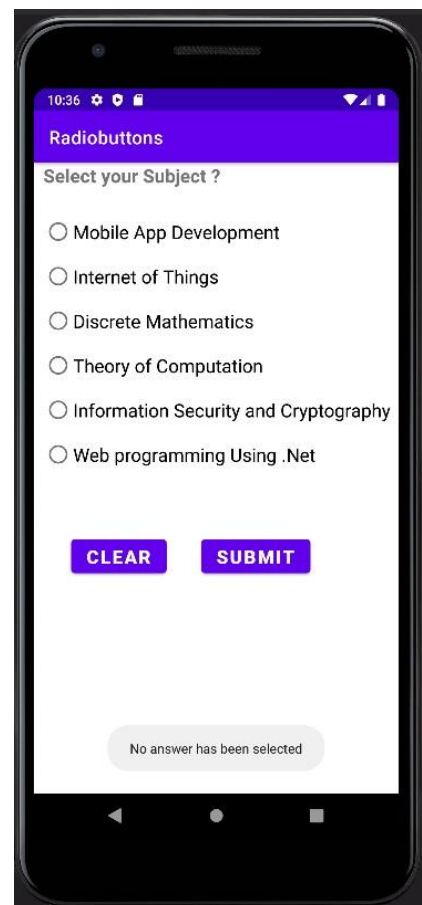 10:36
Radiobuttons
Select your Subject ?
Mobile App Development
Internet of Things
Discrete Mathematics
Theory of Computation
Information Security and Cryptography
Web programming Using .Net
CLEAR SUBMIT
No answer has been selected